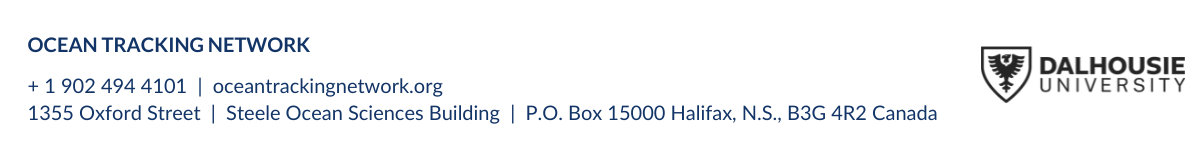 OCEAN TRACKING NETWORK
+ 1 902 494 4101 | oceantrackingnetwork.org
1355 Oxford Street | Steele Ocean Sciences Building | P.O. Box 15000 Halifax, N.S., B3G 4R2 Canada
DALHOUSIE
UNIVERSITY